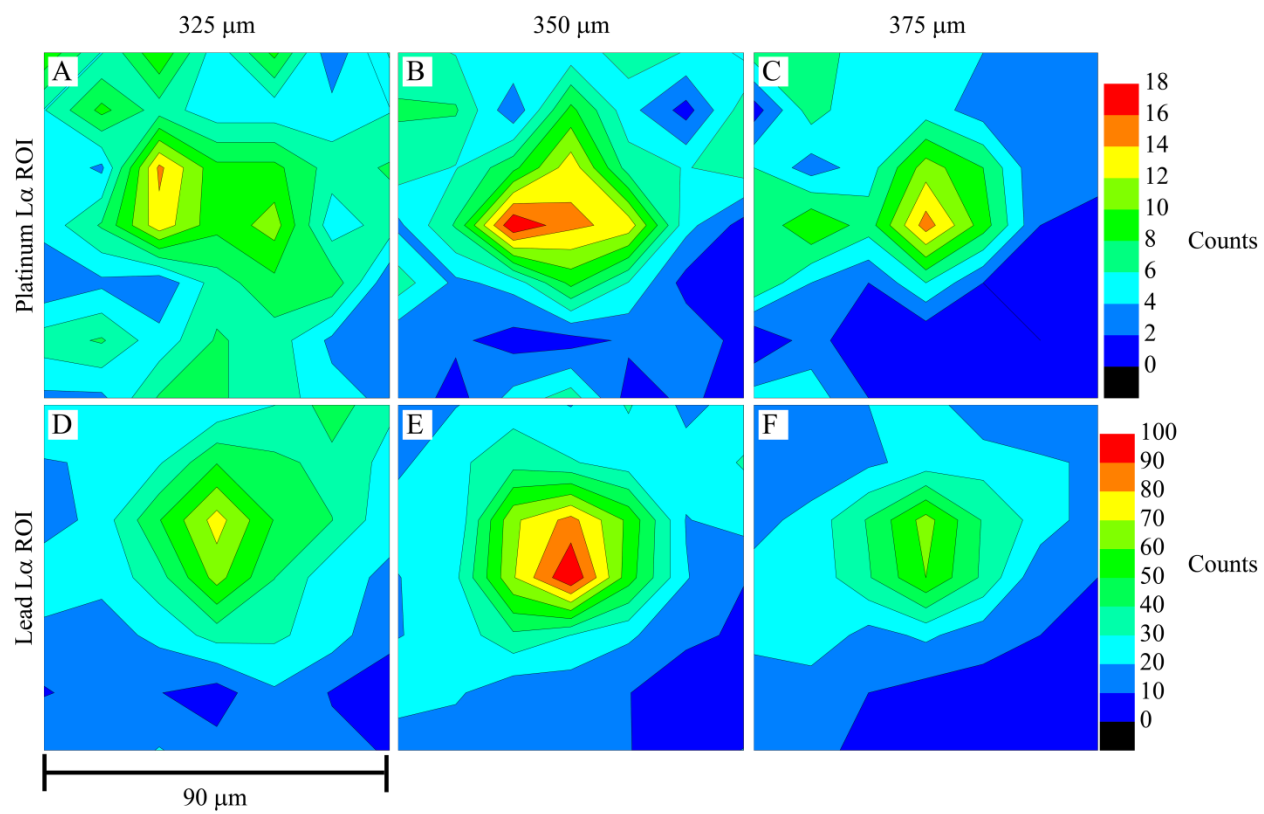 325 μm 350 μm 375 μm
A B C
Platinum Lα ROI
18
16
14
12
10
8
6
4
2
0
Counts
D E F
Lead Lα ROI
100
90
80
70
60
50
40
30
20
10
0
Counts
90 μm